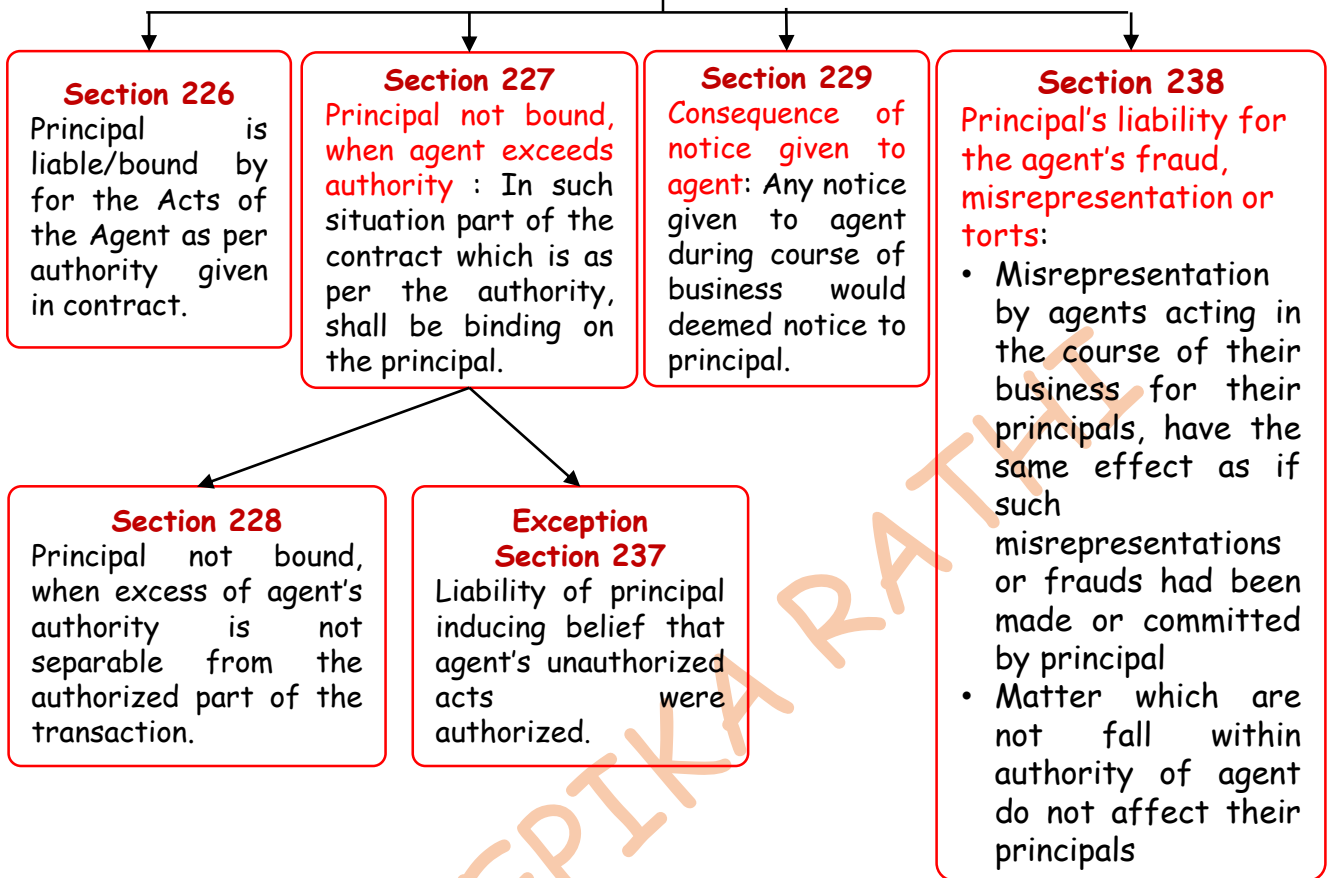 Section 226
Principal is
liable/bound by
for the Acts of
the Agent as per
authority given
in contract.
Section 227
Principal not bound,
when agent exceeds
authority : In such
situation part of the
contract which is as
per the authority,
shall be binding on
the principal.
Section 229
Consequence of
notice given to
agent: Any notice
given to agent
during course of
business would
deemed notice to
principal.
Section 238
Principal's liability for
the agent's fraud,
misrepresentation or
torts:
• Misrepresentation
by agents acting in
the course of their
business for their
principals, have the
same effect as if
such
misrepresentations
or frauds had been
made or committed
by principal
• Matter which are
not fall within
authority of agent
do not affect their
principals
Section 228
Principal not bound,
when excess of agent's
authority is not
separable from the
authorized part of the
transaction.
Exception
Section 237
Liability of principal
inducing belief that
agent's unauthorized
acts were
authorized.
RATHI